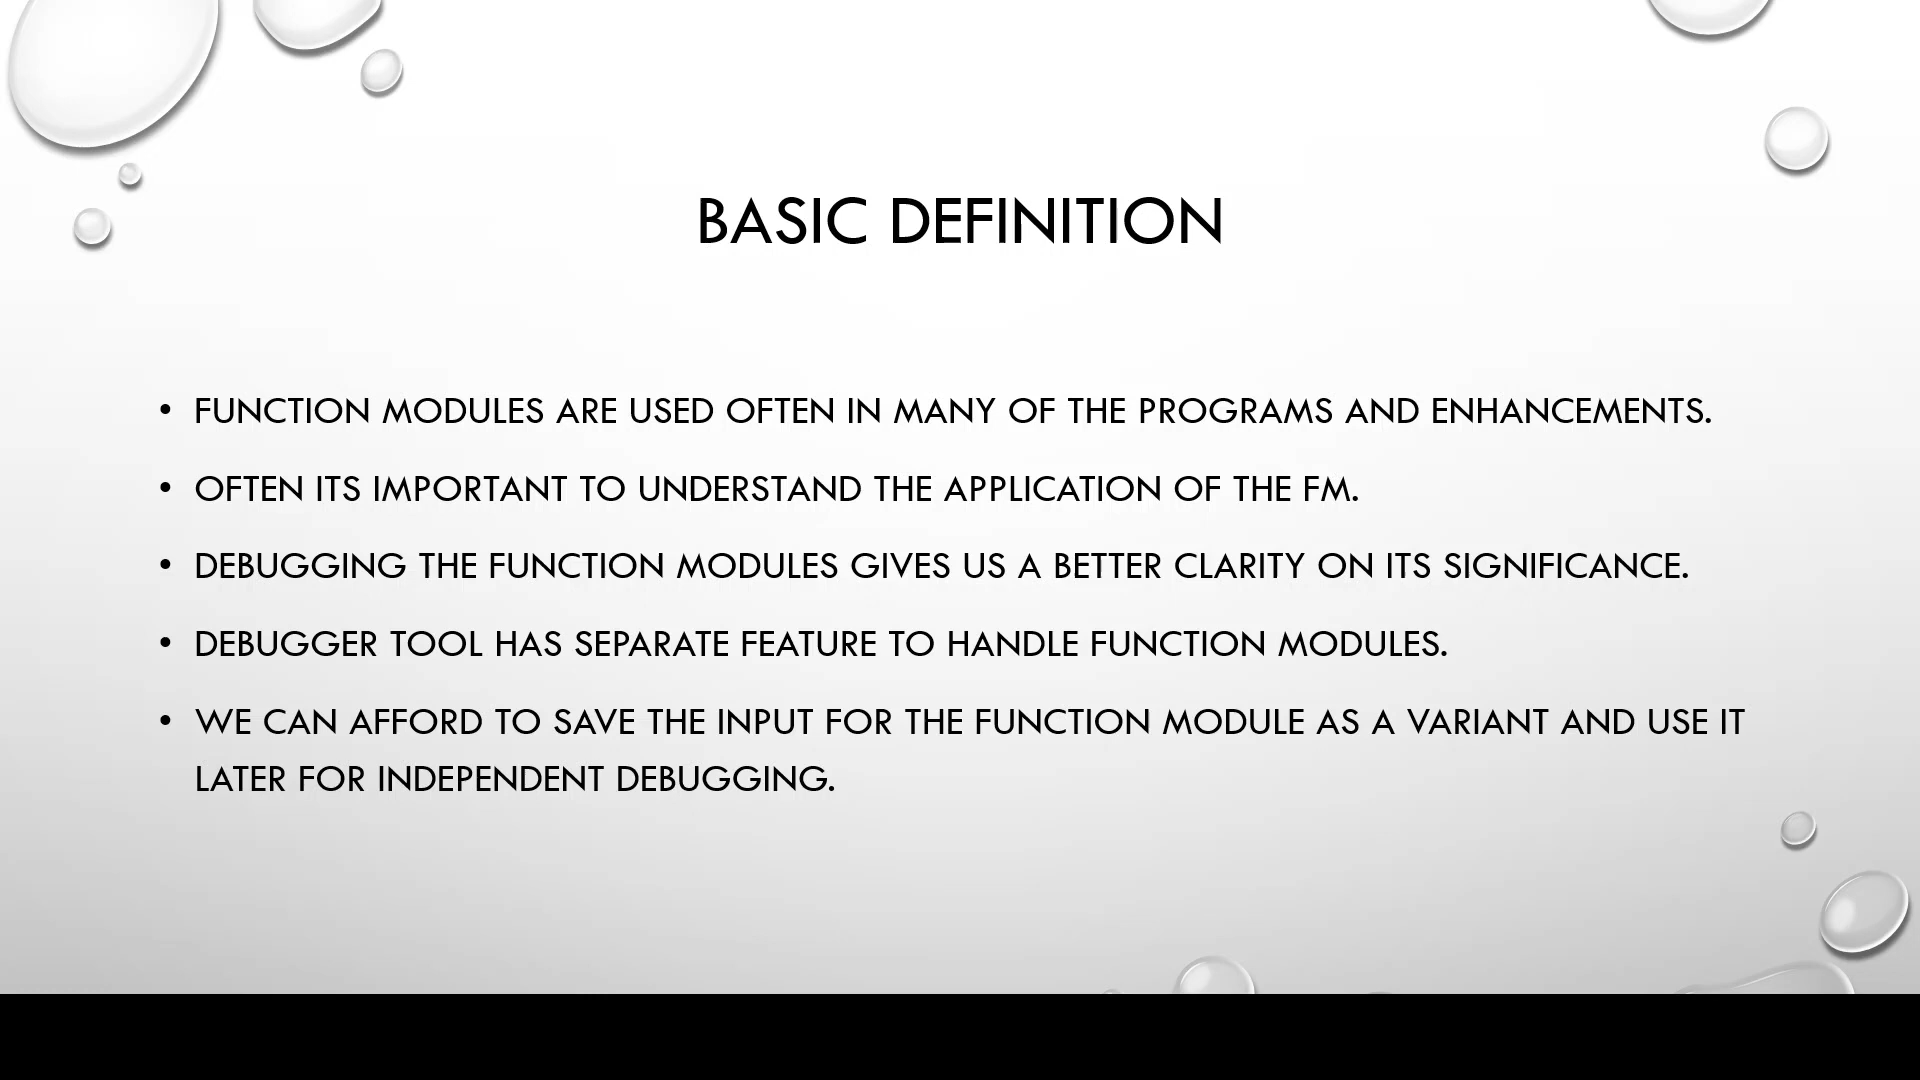 BASIC DEFINITION
• FUNCTION MODULES ARE USED OFTEN IN MANY OF THE PROGRAMS AND ENHANCEMENTS.
• OFTEN ITS IMPORTANT TO UNDERSTAND THE APPLICATION OF THE FM.
• DEBUGGING THE FUNCTION MODULES GIVES US A BETTER CLARITY ON ITS SIGNIFICANCE.
• DEBUGGER TOOL HAS SEPARATE FEATURE TO HANDLE FUNCTION MODULES.
• WE CAN AFFORD TO SAVE THE INPUT FOR THE FUNCTION MODULE AS A VARIANT AND USE IT
LATER FOR INDEPENDENT DEBUGGING.